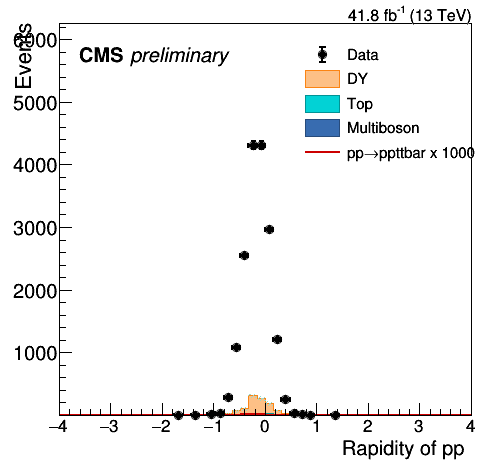 41.8 fb-1 (13 TeV)
Events
CMS preliminary
Data
DY
Top
Multiboson
pp→ppttbar x 1000
6000
5000
4000
3000
2000
1000
−4 −3 −2 −1 0 1 2 3 4
Rapidity of pp